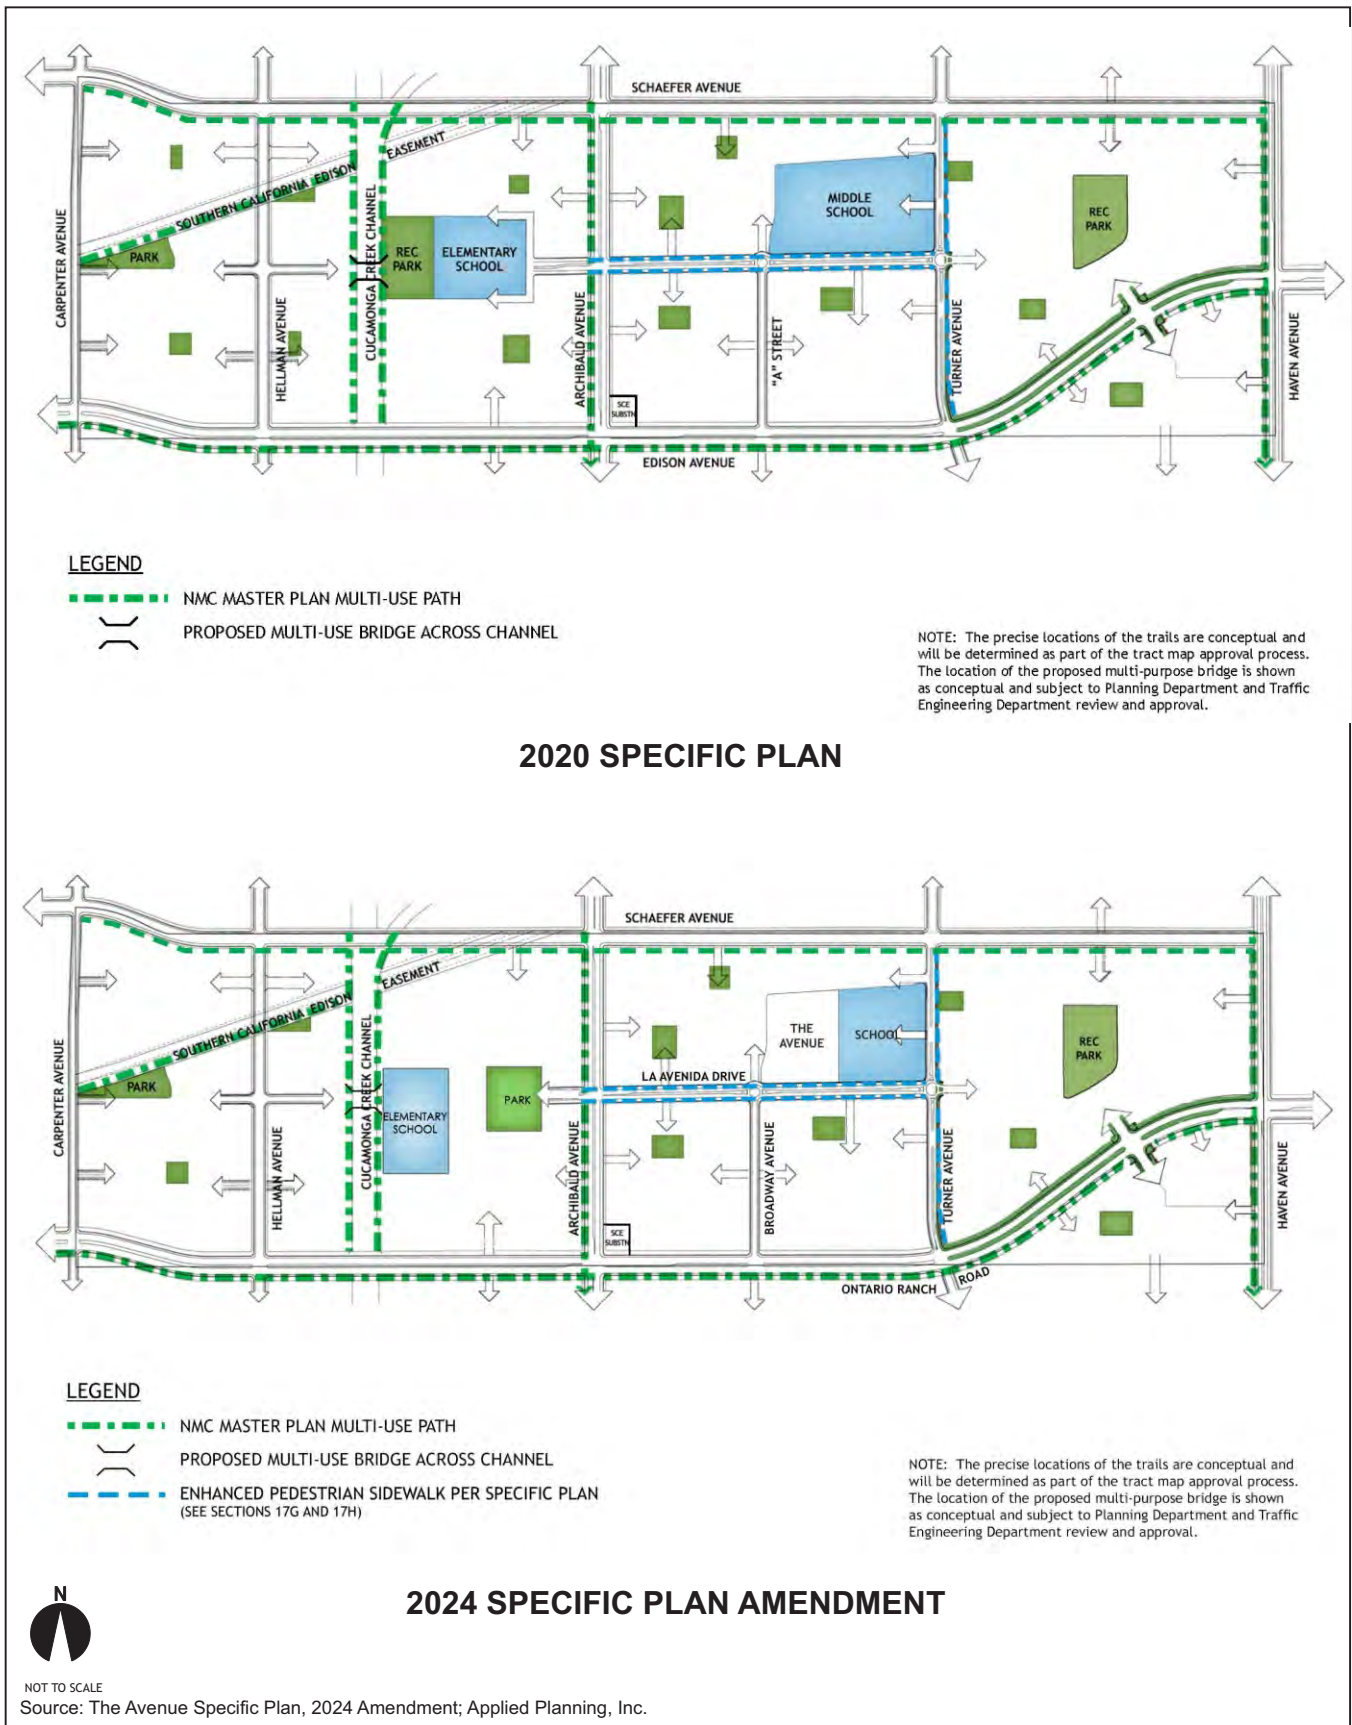 SCHAEFER AVENUE
EASEMENT
SOUTHERN CALIFORNIA EDISON
CARPENTER AVENUE
PARK
HELLMAN AVENUE
CUCAMONGA CREEK CHANNEL
REC
PARK
ELEMENTARY
SCHOOL
ARCHIBALD AVENUE
SCE
SUBSTN
"A" STREET
MIDDLE
SCHOOL
TURNER AVENUE
REC
PARK
HAVEN AVENUE
EDISON AVENUE
LEGEND
NMC MASTER PLAN MULTI-USE PATH
PROPOSED MULTI-USE BRIDGE ACROSS CHANNEL
NOTE: The precise locations of the trails are conceptual and
will be determined as part of the tract map approval process.
The location of the proposed multi-purpose bridge is shown
as conceptual and subject to Planning Department and Traffic
Engineering Department review and approval.
2020 SPECIFIC PLAN
SCHAEFER AVENUE
EASEMENT
SOUTHERN CALIFORNIA EDISON
CARPENTER AVENUE
PARK
HELLMAN AVENUE
CUCAMONGA CREEK CHANNEL
ELEMENTARY
SCHOOL
PARK
ARCHIBALD AVENUE
SCE
SUBSTN
LA AVENIDA DRIVE
BROADWAY AVENUE
THE
AVENUE
SCHOOL
TURNER AVENUE
REC
PARK
HAVEN AVENUE
ONTARIO RANCH ROAD
LEGEND
NMC MASTER PLAN MULTI-USE PATH
PROPOSED MULTI-USE BRIDGE ACROSS CHANNEL
ENHANCED PEDESTRIAN SIDEWALK PER SPECIFIC PLAN
(SEE SECTIONS 17G AND 17H)
NOTE: The precise locations of the trails are conceptual and
will be determined as part of the tract map approval process.
The location of the proposed multi-purpose bridge is shown
as conceptual and subject to Planning Department and Traffic
Engineering Department review and approval.
2024 SPECIFIC PLAN AMENDMENT
N
NOT TO SCALE
Source: The Avenue Specific Plan, 2024 Amendment; Applied Planning, Inc.